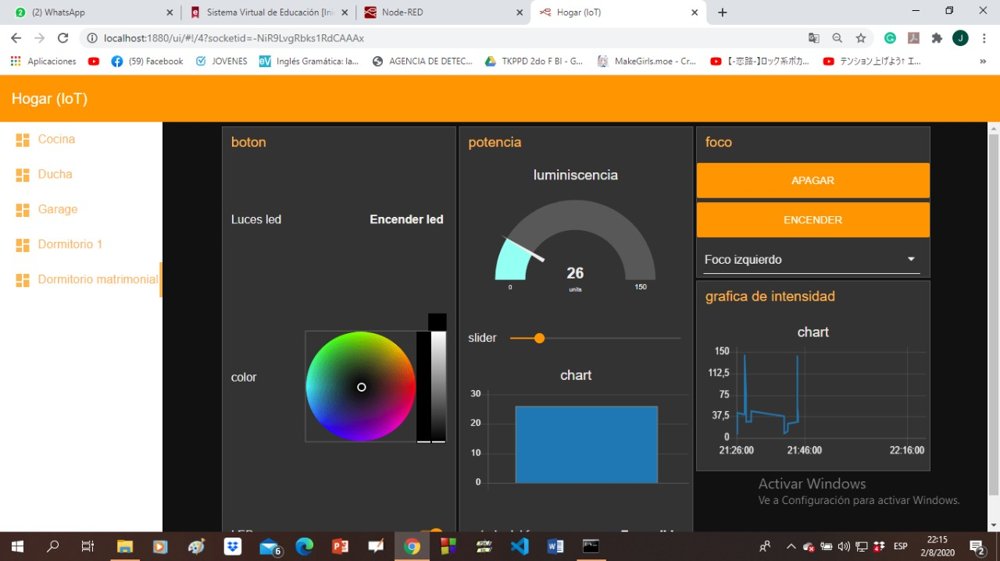 (2) WhatsApp
Sistema Virtual de Educación [Ini
Node-RED
Hogar (IoT)
localhost:1880/ui/#!/4?socketid=-NiR9LvgRbks1RdCAAAx
Aplicaciones
(59) Facebook
JOVENES
Inglés Gramática: la...
AGENCIA DE DETEC...
TKPPD 2do F BI - G...
MakeGirls.moe - Cr...
【-恋路-】ロック系ボカ...
テンション上げよう↑ エ...
Hogar (IoT)
Cocina
Ducha
Garage
Dormitorio 1
Dormitorio matrimonial
boton
Luces led
Encender led
color
potencia
luminiscencia
26
units
0
150
slider
chart
30
20
10
0
foco
APAGAR
ENCENDER
Foco izquierdo
grafica de intensidad
chart
150
112,5
75
37,5
0
21:26:00
21:46:00
22:16:00
Activar Windows
Ve a Configuración para activar Windows.
ESP
22:15
2/8/2020